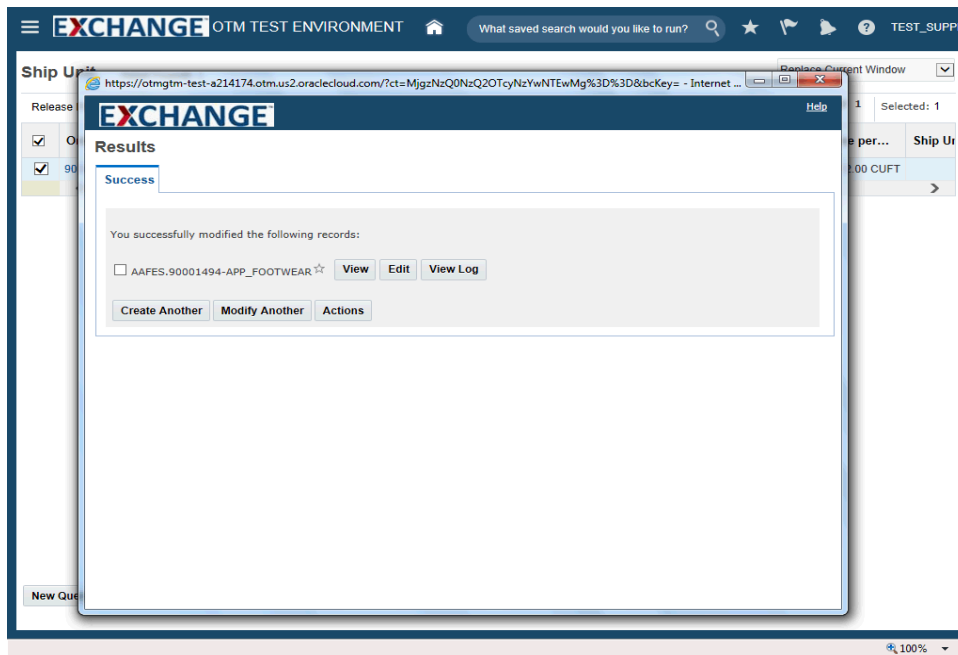 EXCHANGE OTM TEST ENVIRONMENT What saved search would you like to run? ? TEST_SUPP
Ship Unit Replace Current Window
https://otmgtm-test-a214174.otm.us2.oraclecloud.com/?ct=MjgzNzQ0NzQ2OTcyNzYwNTEwMg%3D%3D&bcKey= - Internet ...
Release 1 Selected: 1
EXCHANGE Help
O e per... Ship Un
Results
90 2.00 CUFT
Success
You successfully modified the following records:
AAFES.90001494-APP_FOOTWEAR View Edit View Log
Create Another Modify Another Actions
New Que
100%